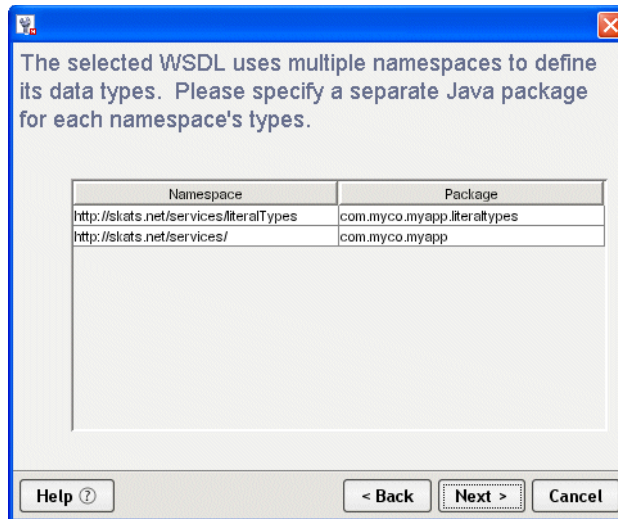 The selected WSDL uses multiple namespaces to define
its data types. Please specify a separate Java package
for each namespace's types.
Namespace Package
http://skats.net/services/literalTypes com.myco.myapp.literaltypes
http://skats.net/services/ com.myco.myapp
Help ? < Back Next > Cancel